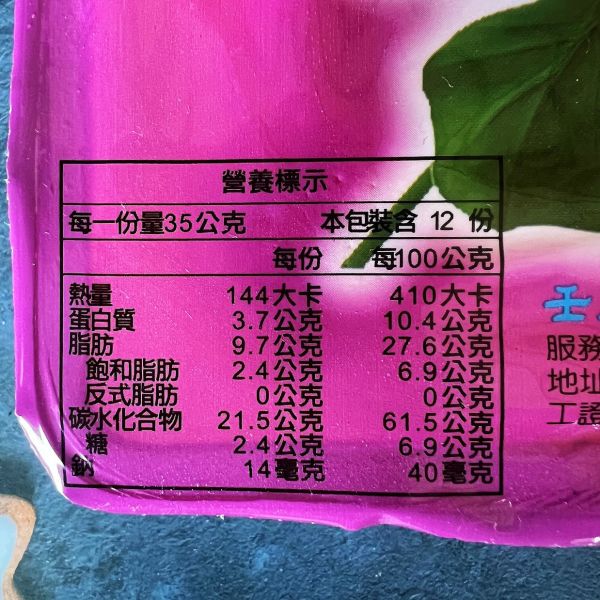 營養標示
每一份量35公克 本包裝含 12 份
每份 每100公克
熱量 144大卡 410大卡
蛋白質 3.7公克 10.4公克
脂肪 9.7公克 27.6公克
飽和脂肪 2.4公克 6.9公克
反式脂肪 0公克 0公克
碳水化合物 21.5公克 61.5公克
糖 2.4公克 6.9公克
鈉 14毫克 40毫克
壬
服務
地址
工證